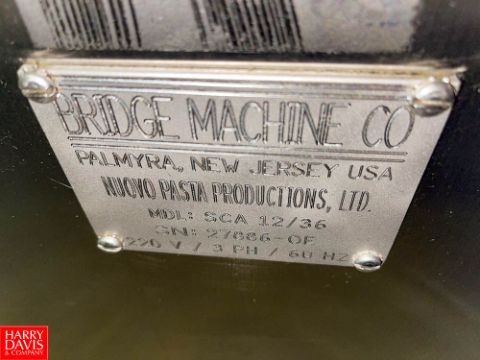 BRIDGE MACHINE CO
PALMYRA, NEW JERSEY USA
NUOVO PASTA PRODUCTIONS, LTD.
MDL: SCA 12/36
SN: 27886-OF
220 V / 3 PH / 60 HZ
HARRY
DAVIS
& COMPANY